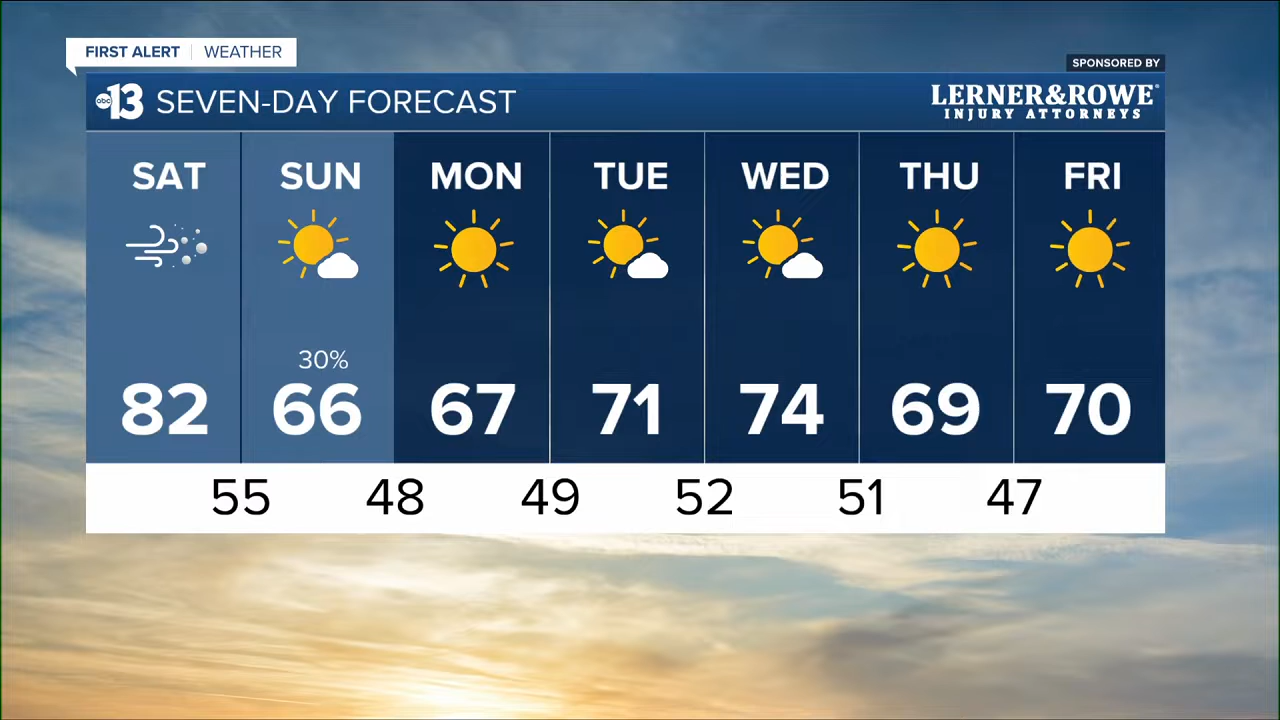 FIRST ALERT | WEATHER
SPONSORED BY
abc 13 SEVEN-DAY FORECAST
LERNER&ROWE®
INJURY ATTORNEYS
SAT SUN MON TUE WED THU FRI
30%
82 66 67 71 74 69 70
55 48 49 52 51 47